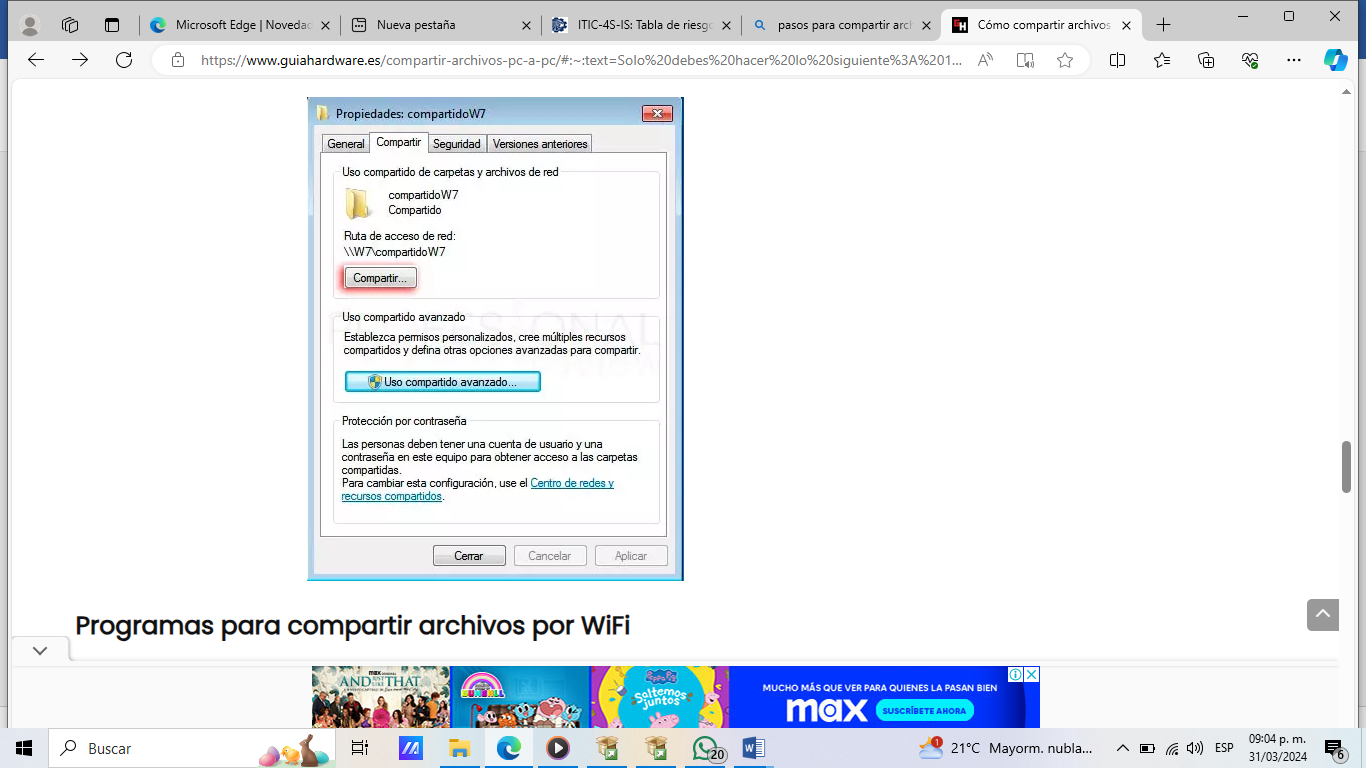 Microsoft Edge | Novedad
Nueva pestaña
ITIC-4S-IS: Tabla de riesgo
pasos para compartir arch
Cómo compartir archivos
https://www.guiahardware.es/compartir-archivos-pc-a-pc/#:~:text=Solo%20debes%20hacer%20lo%20siguiente%3A%201...
Propiedades: compartidoW7
General
Compartir
Seguridad
Versiones anteriores
Uso compartido de carpetas y archivos de red
compartidoW7
Compartido
Ruta de acceso de red:
\\W7\compartidoW7
Compartir...
Uso compartido avanzado
Establezca permisos personalizados, cree múltiples recursos
compartidos y defina otras opciones avanzadas para compartir.
Uso compartido avanzado...
Protección por contraseña
Las personas deben tener una cuenta de usuario y una
contraseña en este equipo para obtener acceso a las carpetas
compartidas.
Para cambiar esta configuración, use el Centro de redes y
recursos compartidos.
Cerrar
Cancelar
Aplicar
Programas para compartir archivos por WiFi
max
AND JUST LIKE THAT...
Peppa Pig
Saltemos
juntos
MUCHO MÁS QUE VER PARA QUIENES LA PASAN BIEN
max
SUSCRÍBETE AHORA
Buscar
20
1
21°C Mayorm. nubla...
ESP
09:04 p. m.
31/03/2024
6